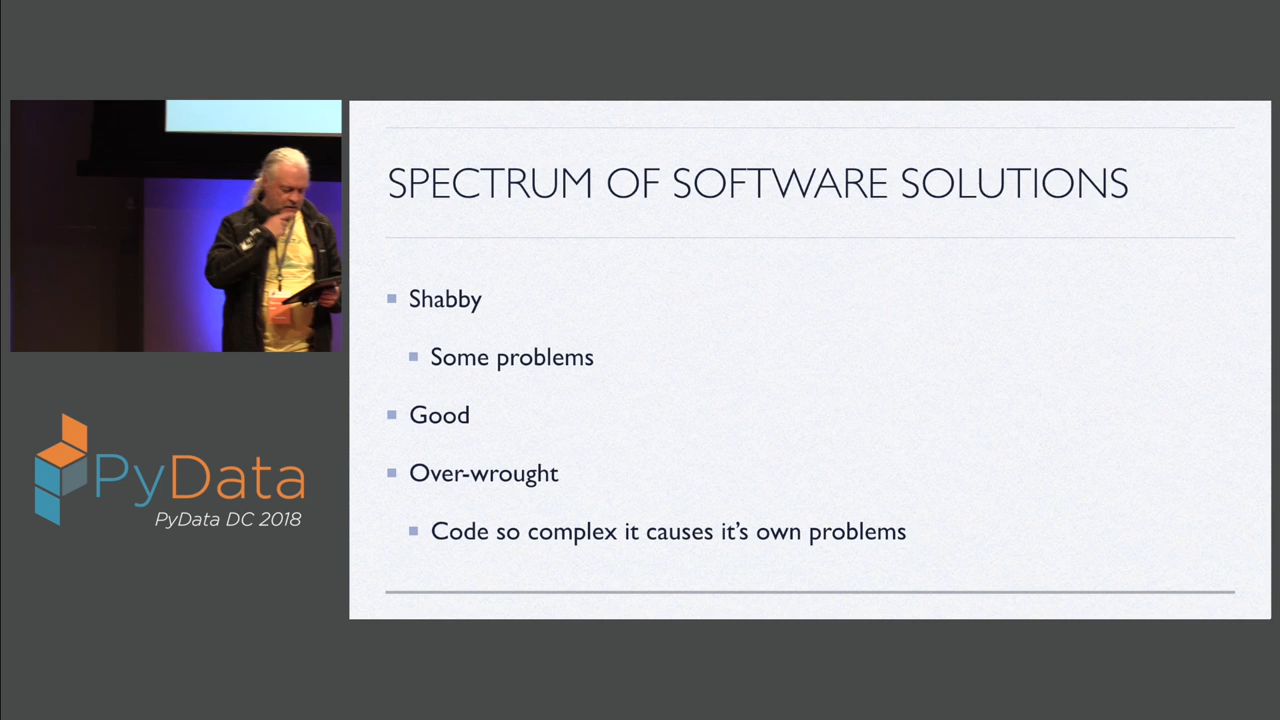 SPECTRUM OF SOFTWARE SOLUTIONS
Shabby
Some problems
Good
Over-wrought
Code so complex it causes it's own problems
PyData
PyData DC 2018